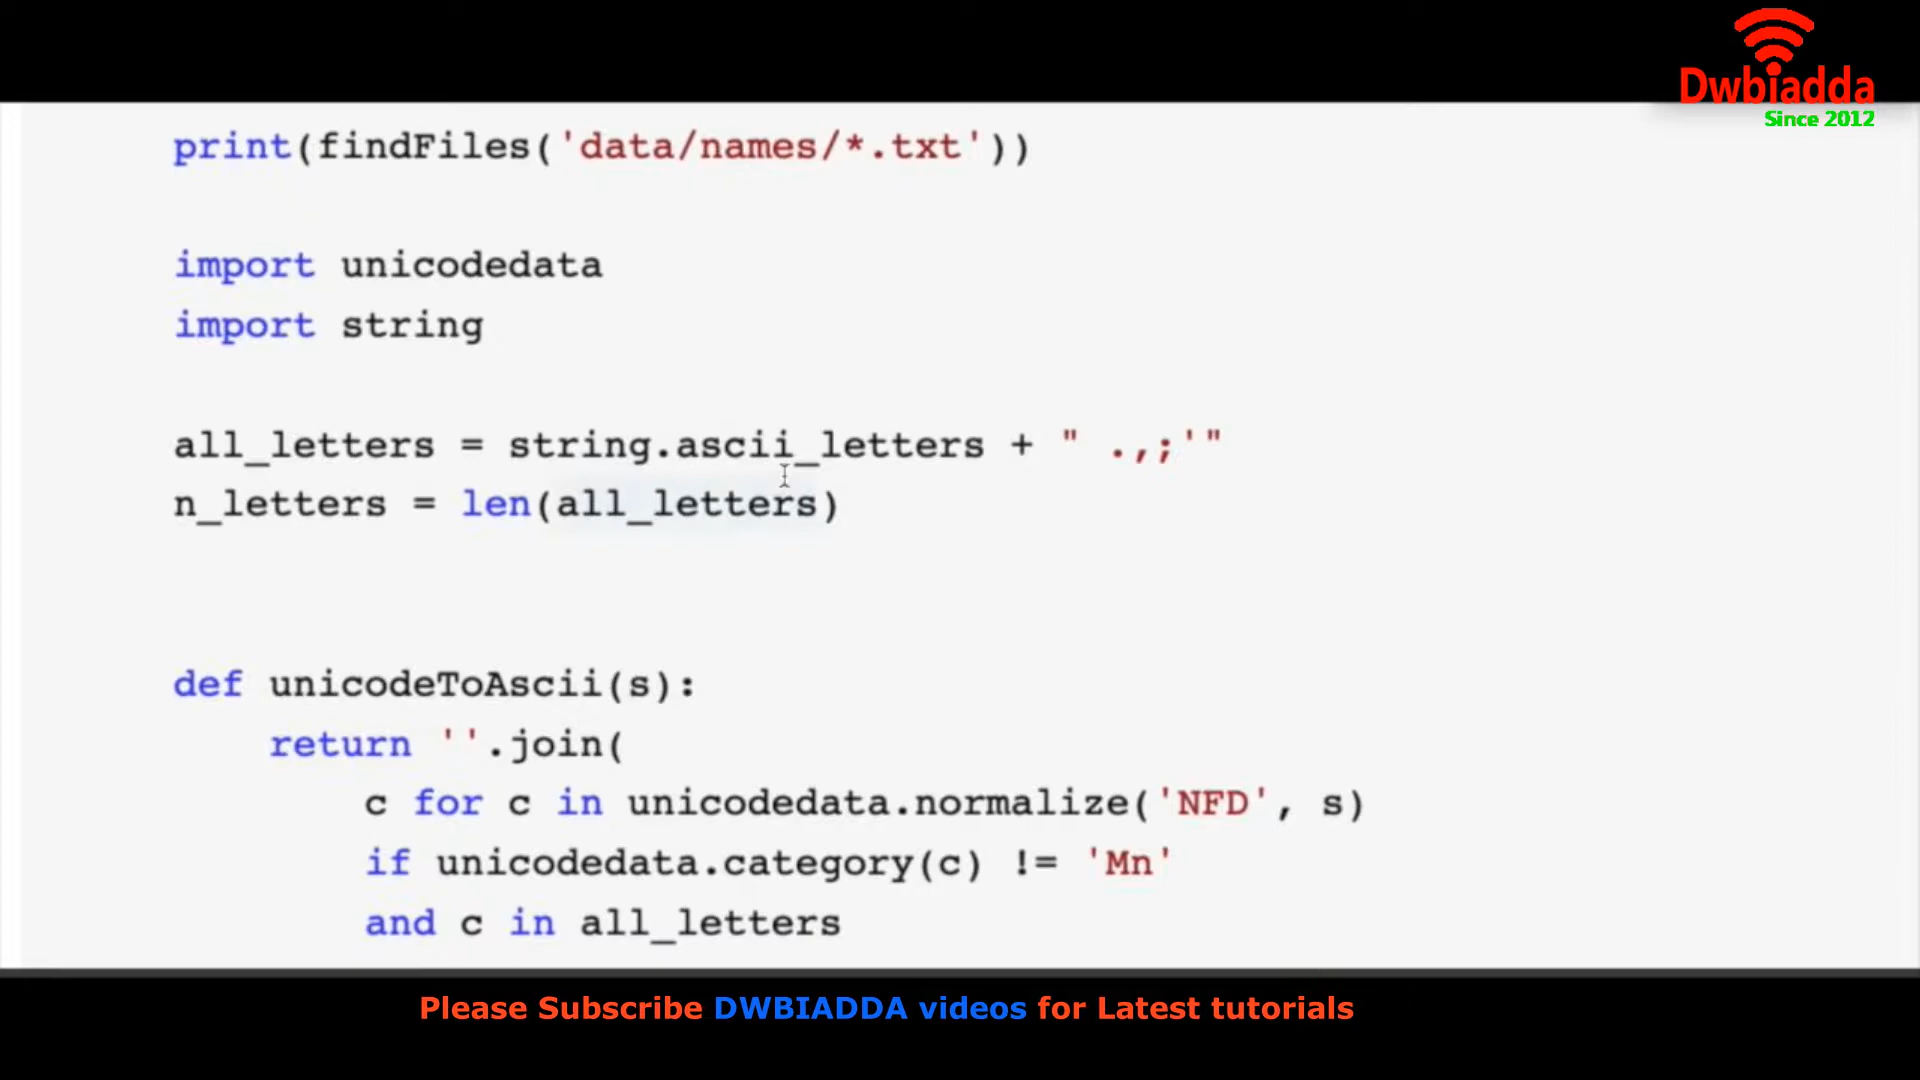 Dwbiadda
Since 2012
print(findFiles('data/names/*.txt'))
import unicodedata
import string
all_letters = string.ascii_letters + " .,;'"
n_letters = len(all_letters)
def unicodeToAscii(s):
    return ''.join(
        c for c in unicodedata.normalize('NFD', s)
        if unicodedata.category(c) != 'Mn'
        and c in all_letters
Please Subscribe DWBIADDA videos for Latest tutorials